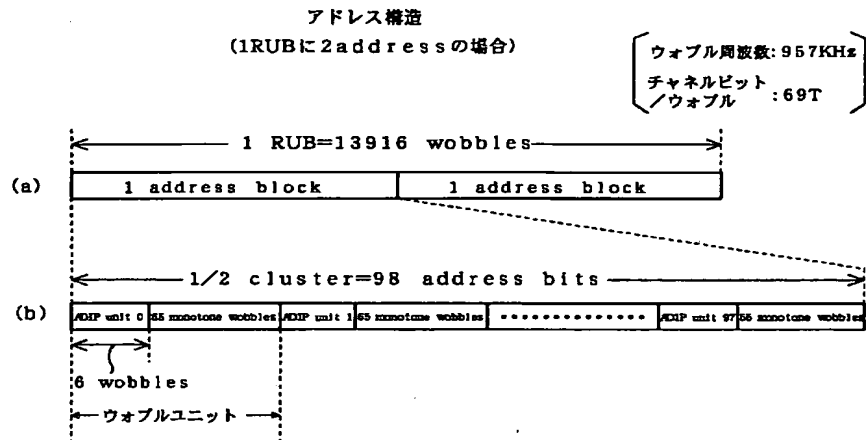 アドレス構造
(1RUBに2addressの場合)
ウォブル周波数:957KHz
チャネルビット
/ウォブル :69T
1 RUB=13916 wobbles
(a)
1 address block 1 address block
1/2 cluster=98 address bits
(b)
ADIP unit 0 65 monotone wobbles ADIP unit 1 65 monotone wobbles ADIP unit 97 65 monotone wobbles
6 wobbles
ウォブルユニット